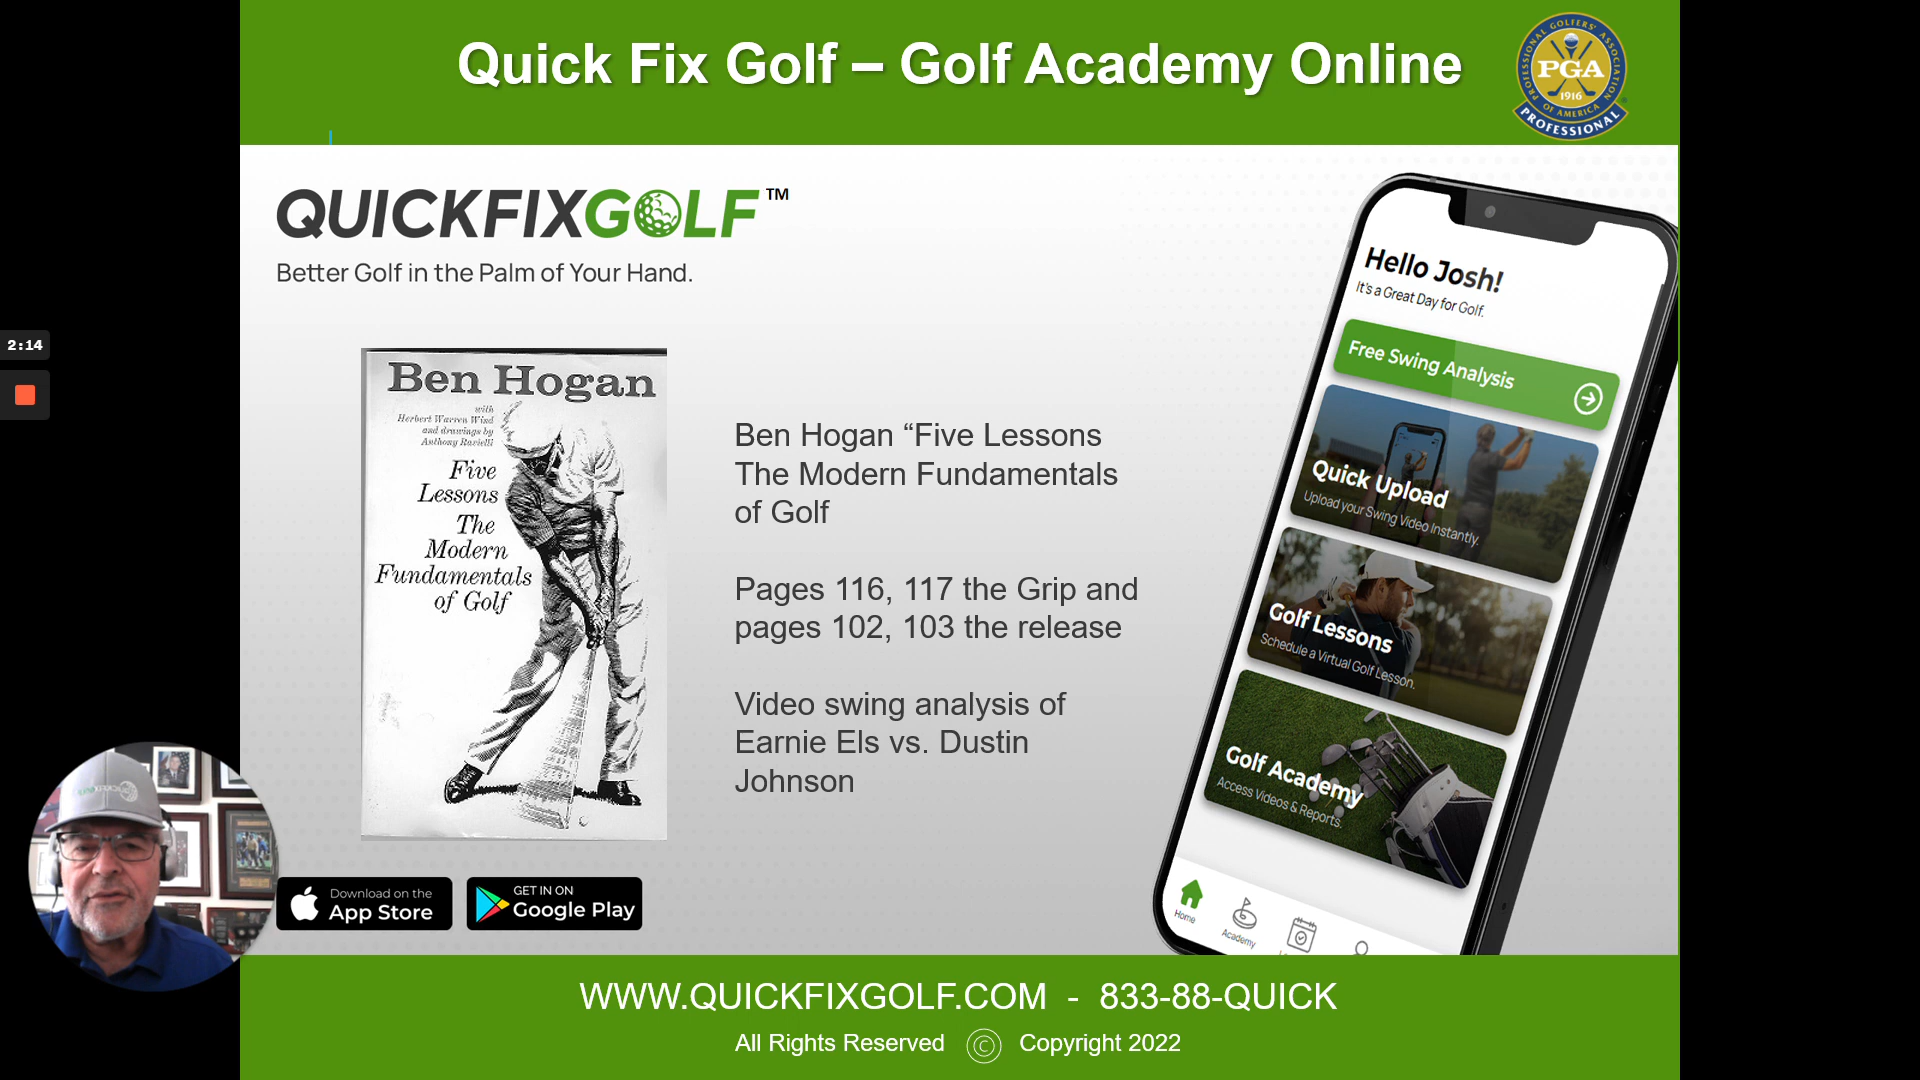 Quick Fix Golf – Golf Academy Online
PROFESSIONAL GOLFERS' ASSOCIATION
PGA
1916
OF AMERICA
PROFESSIONAL
QUICKFIXGOLF™
Better Golf in the Palm of Your Hand.
2:14
Ben Hogan
with
Herbert Warren Wind
and drawings by
Anthony Ravielli
Five
Lessons
The
Modern
Fundamentals
of Golf
Ben Hogan “Five Lessons
The Modern Fundamentals
of Golf
Pages 116, 117 the Grip and
pages 102, 103 the release
Video swing analysis of
Earnie Els vs. Dustin
Johnson
Hello Josh!
It's a Great Day for Golf.
Free Swing Analysis
Quick Upload
Upload your Swing Video Instantly.
Golf Lessons
Schedule a Virtual Golf Lesson.
Golf Academy
Access Videos & Reports.
Home
Academy
Download on the
App Store
GET IN ON
Google Play
WWW.QUICKFIXGOLF.COM - 833-88-QUICK
All Rights Reserved © Copyright 2022